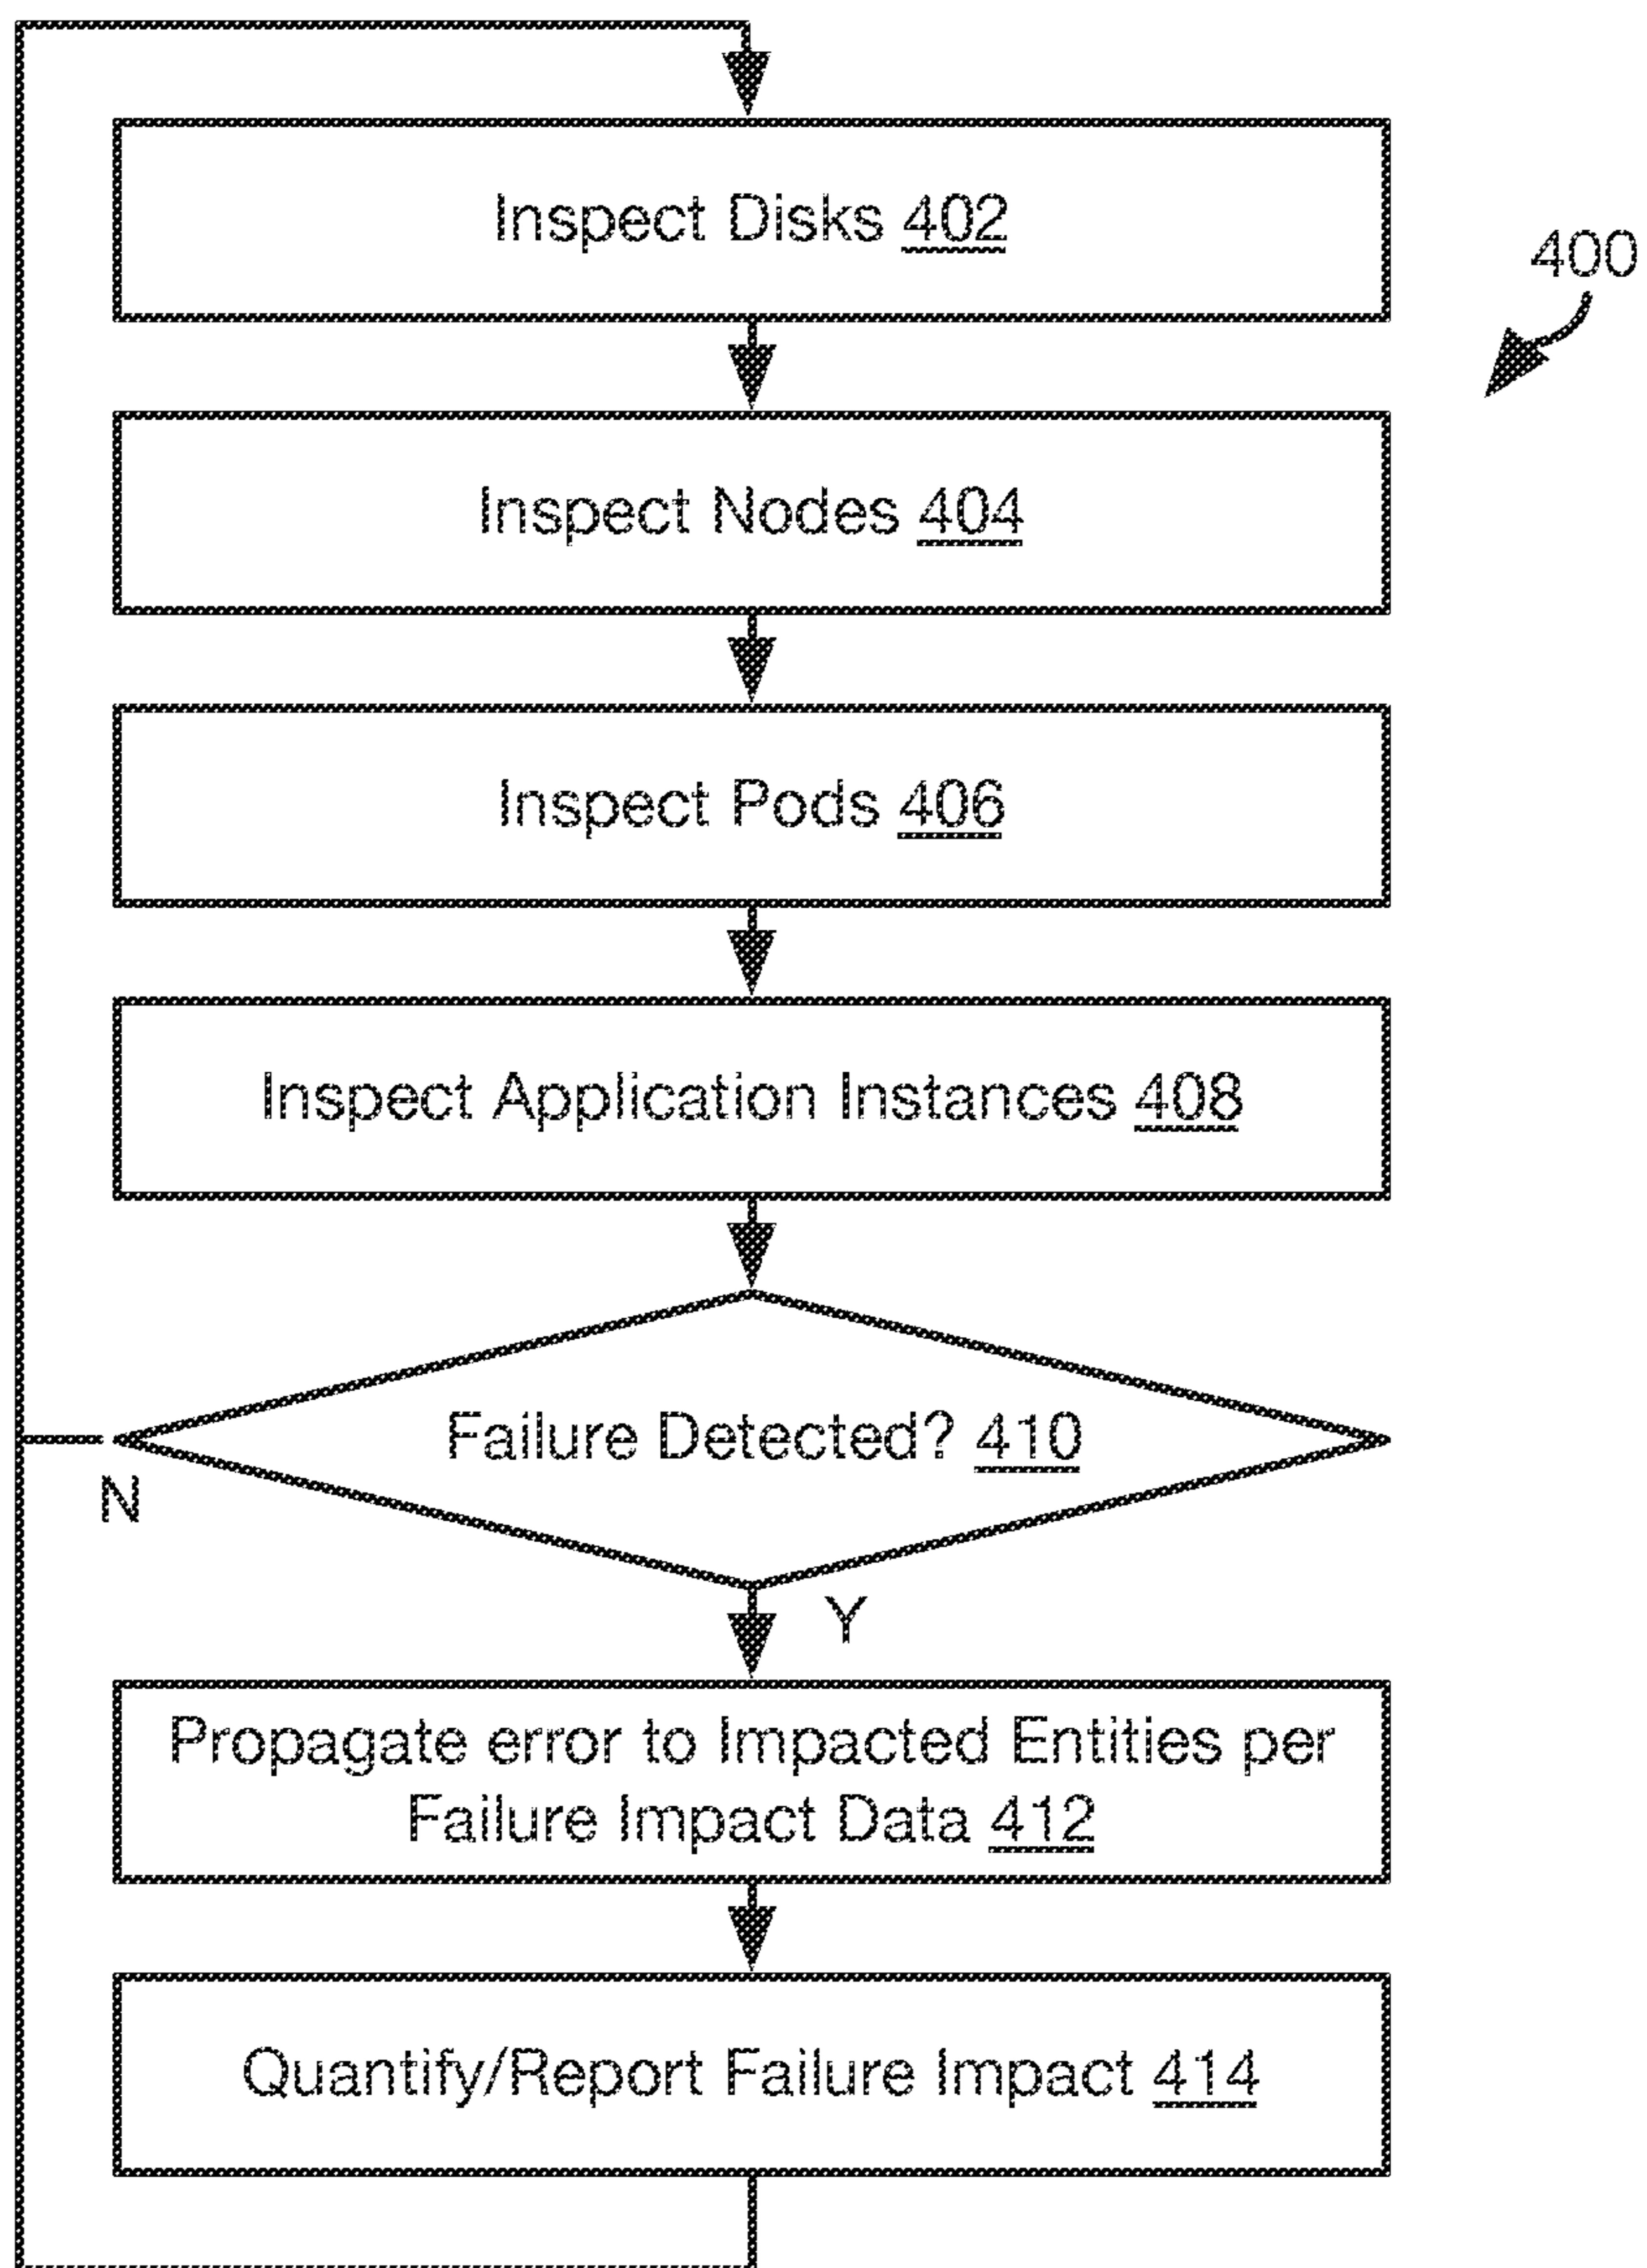 Inspect Disks 402
400
Inspect Nodes 404
Inspect Pods 406
Inspect Application Instances 408
Failure Detected? 410
N
Y
Propagate error to Impacted Entities per
Failure Impact Data 412
Quantify/Report Failure Impact 414